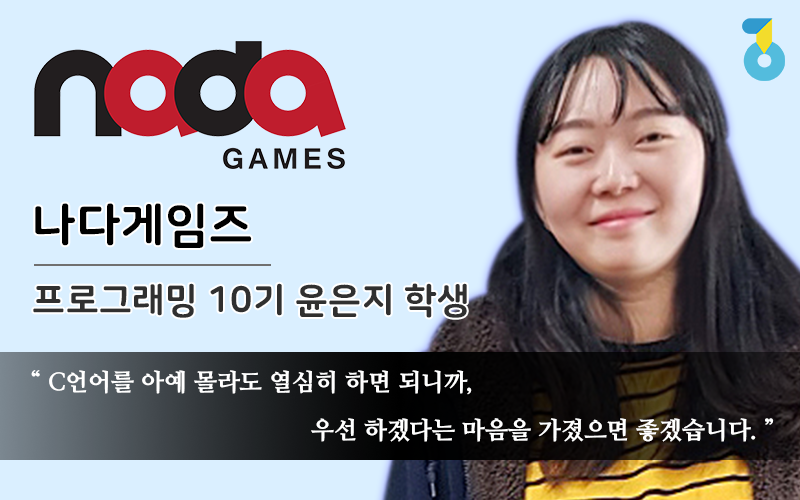 nada
GAMES
나다게임즈
프로그래밍 10기 윤은지 학생
“ C언어를 아예 몰라도 열심히 하면 되니까,
우선 하겠다는 마음을 가졌으면 좋겠습니다. ”